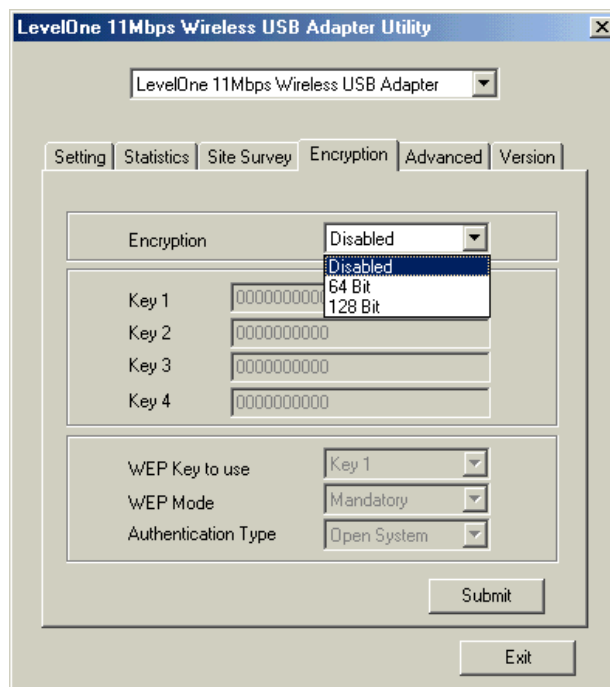 LevelOne 11Mbps Wireless USB Adapter Utility
LevelOne 11Mbps Wireless USB Adapter
Setting Statistics Site Survey Encryption Advanced Version
Encryption Disabled
Disabled
64 Bit
128 Bit
Key 1 0000000000
Key 2 0000000000
Key 3 0000000000
Key 4 0000000000
WEP Key to use Key 1
WEP Mode Mandatory
Authentication Type Open System
Submit
Exit